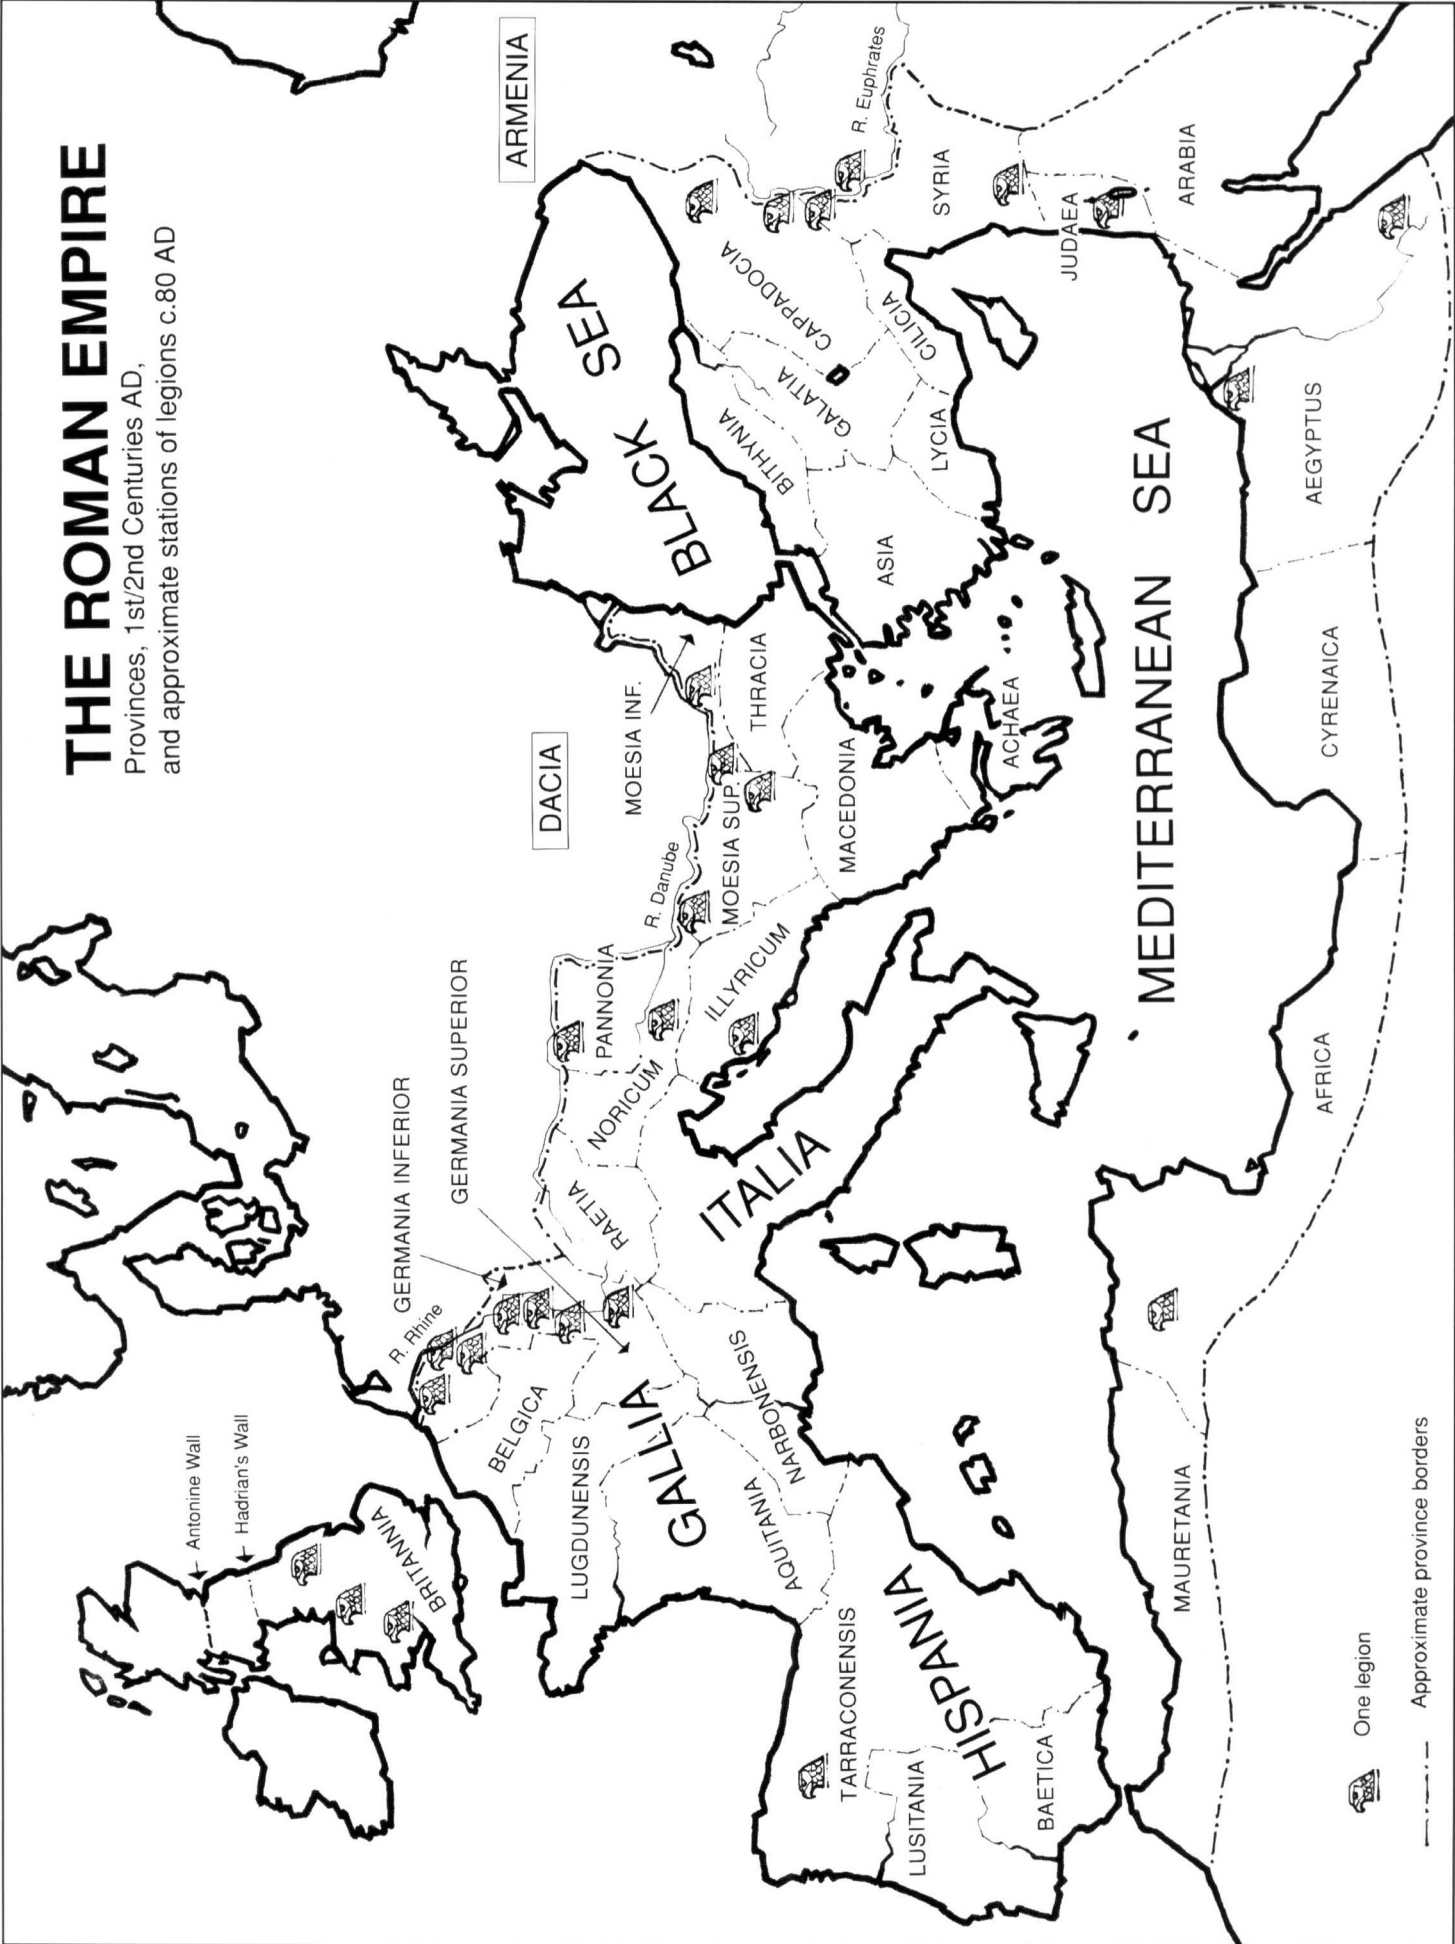 THE ROMAN EMPIRE
Provinces, 1st/2nd Centuries AD,
and approximate stations of legions c.80 AD
Antonine Wall
Hadrian's Wall
BRITANNIA
R. Rhine
GERMANIA INFERIOR
GERMANIA SUPERIOR
BELGICA
LUGDUNENSIS
GALLIA
AQUITANIA
NARBONENSIS
RAETIA
NORICUM
PANNONIA
ILLYRICUM
ITALIA
R. Danube
DACIA
MOESIA INF.
MOESIA SUP.
THRACIA
MACEDONIA
ACHAEA
BLACK SEA
ARMENIA
R. Euphrates
BITHYNIA
GALATIA
CAPPADOCIA
CILICIA
LYCIA
ASIA
SYRIA
JUDAEA
ARABIA
TARRACONENSIS
HISPANIA
LUSITANIA
BAETICA
MEDITERRANEAN SEA
MAURETANIA
AFRICA
CYRENAICA
AEGYPTUS
One legion
Approximate province borders